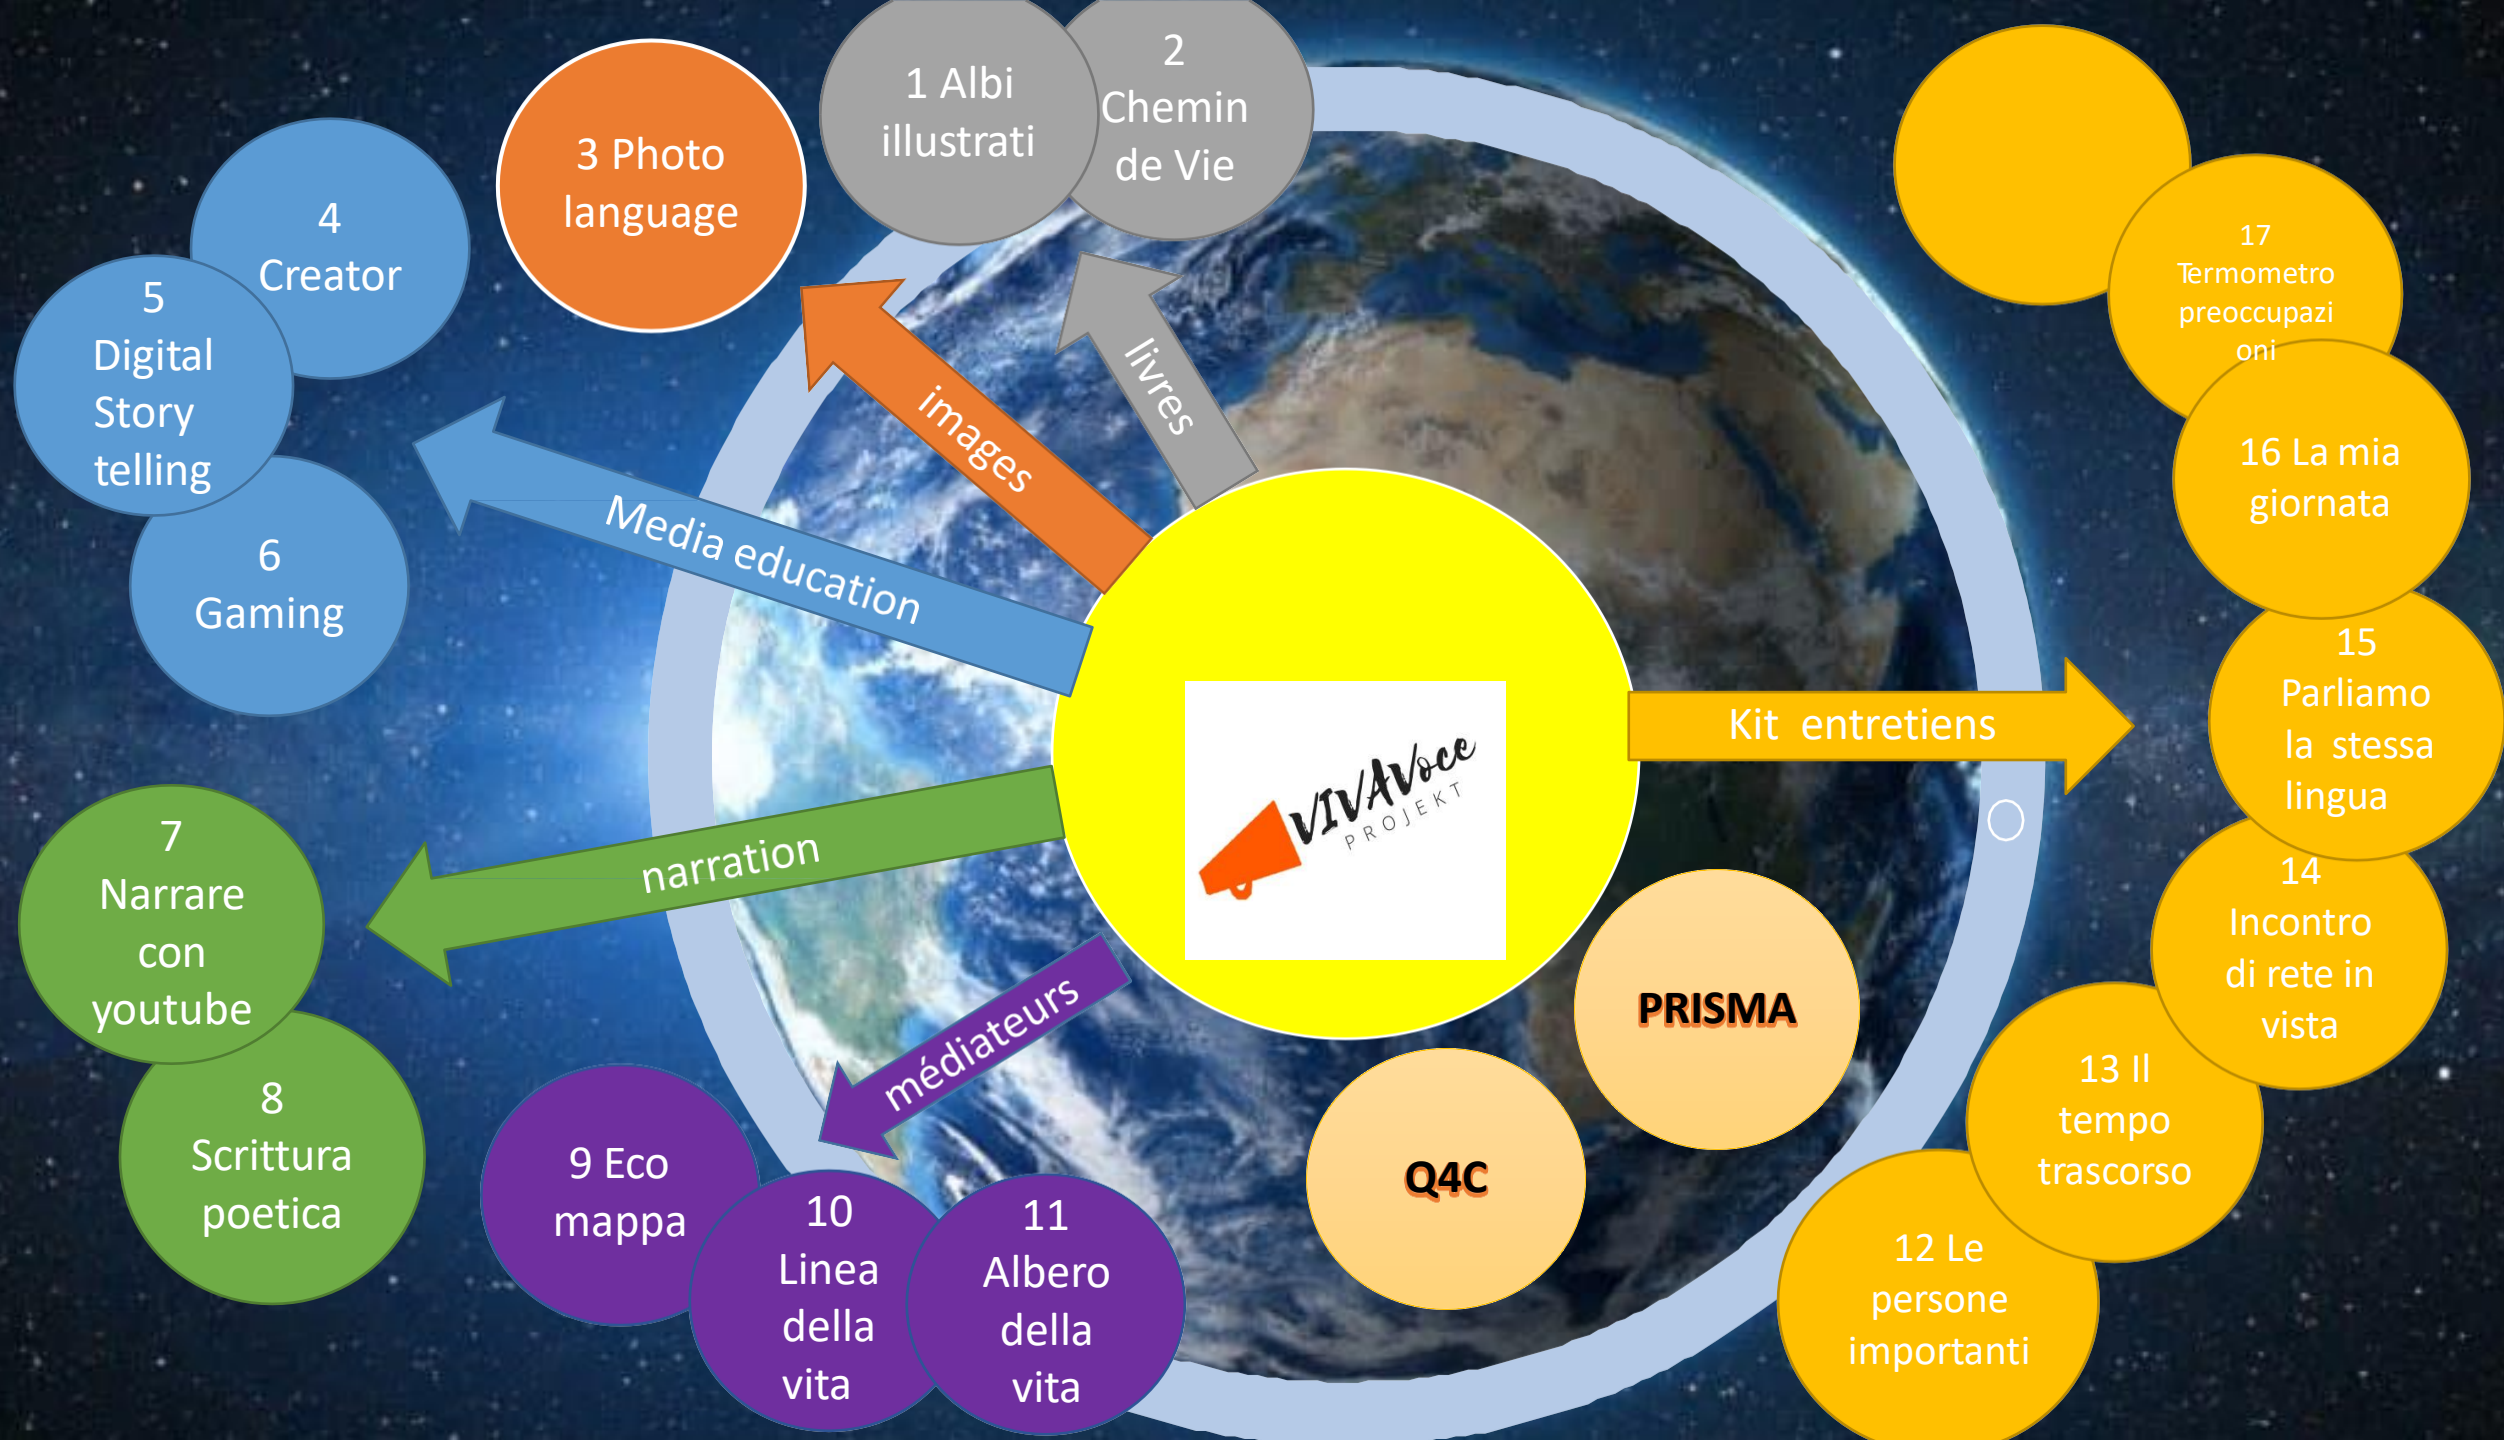 1 Albi
illustrati
2
Chemin
de Vie
3 Photo
language
4
Creator
5
Digital
Story
telling
6
Gaming
7
Narrare
con
youtube
8
Scrittura
poetica
9 Eco
mappa
10
Linea
della
vita
11
Albero
della
vita
12 Le
persone
importanti
13 Il
tempo
trascorso
14
Incontro
di rete in
vista
15
Parliamo
la stessa
lingua
16 La mia
giornata
17
Termometro
preoccupazi
oni
livres
images
Media education
narration
médiateurs
Kit entretiens
VIVAVoce
PROJEKT
PRISMA
Q4C